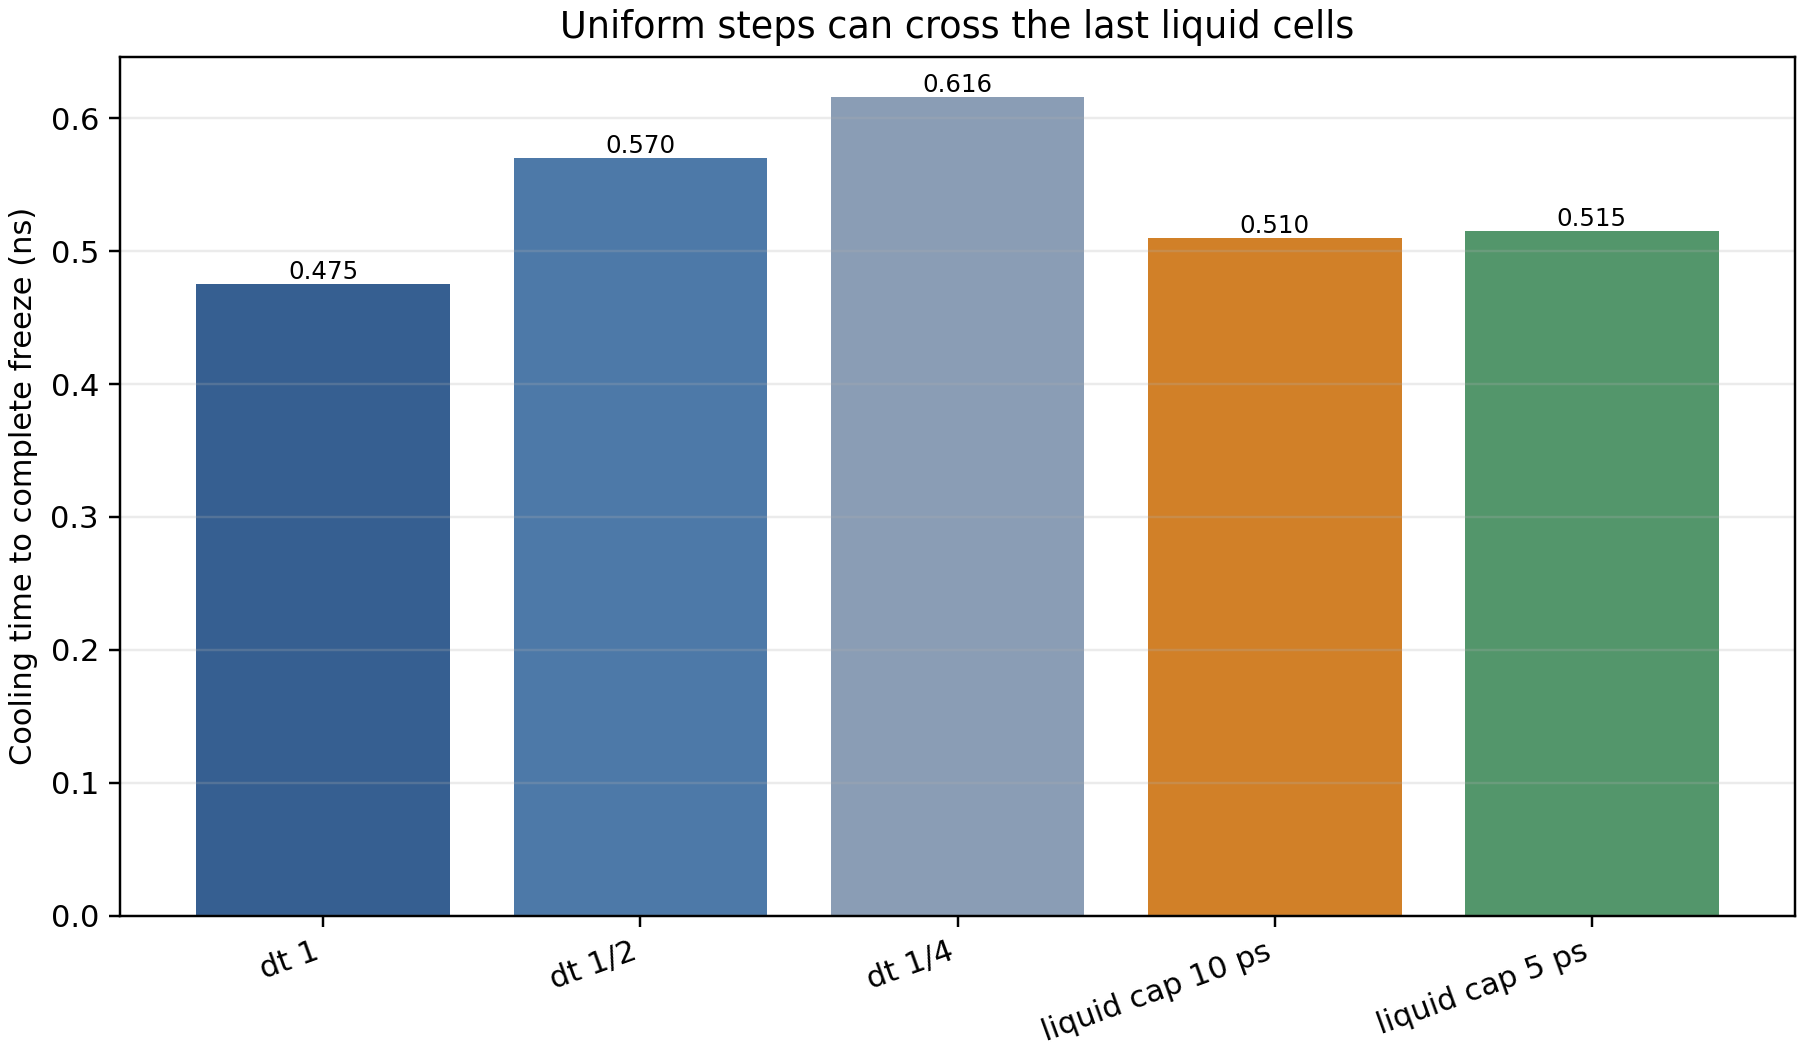 Uniform steps can cross the last liquid cells
Cooling time to complete freeze (ns)
0.6
0.5
0.4
0.3
0.2
0.1
0.0
0.475
0.570
0.616
0.510
0.515
dt 1
dt 1/2
dt 1/4
liquid cap 10 ps
liquid cap 5 ps